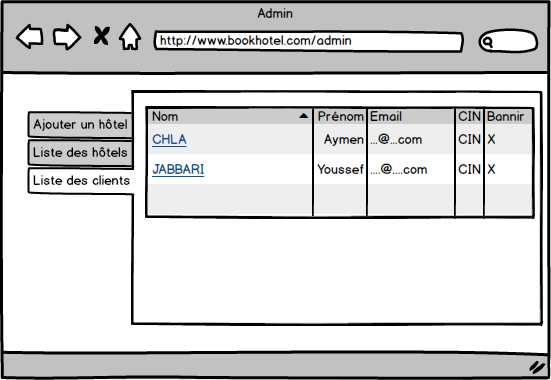 Admin
http://www.bookhotel.com/admin
Ajouter un hôtel
Liste des hôtels
Liste des clients
Nom Prénom Email CIN Bannir
CHLA Aymen ...@...com CIN X
JABBARI Youssef ....@....com CIN X